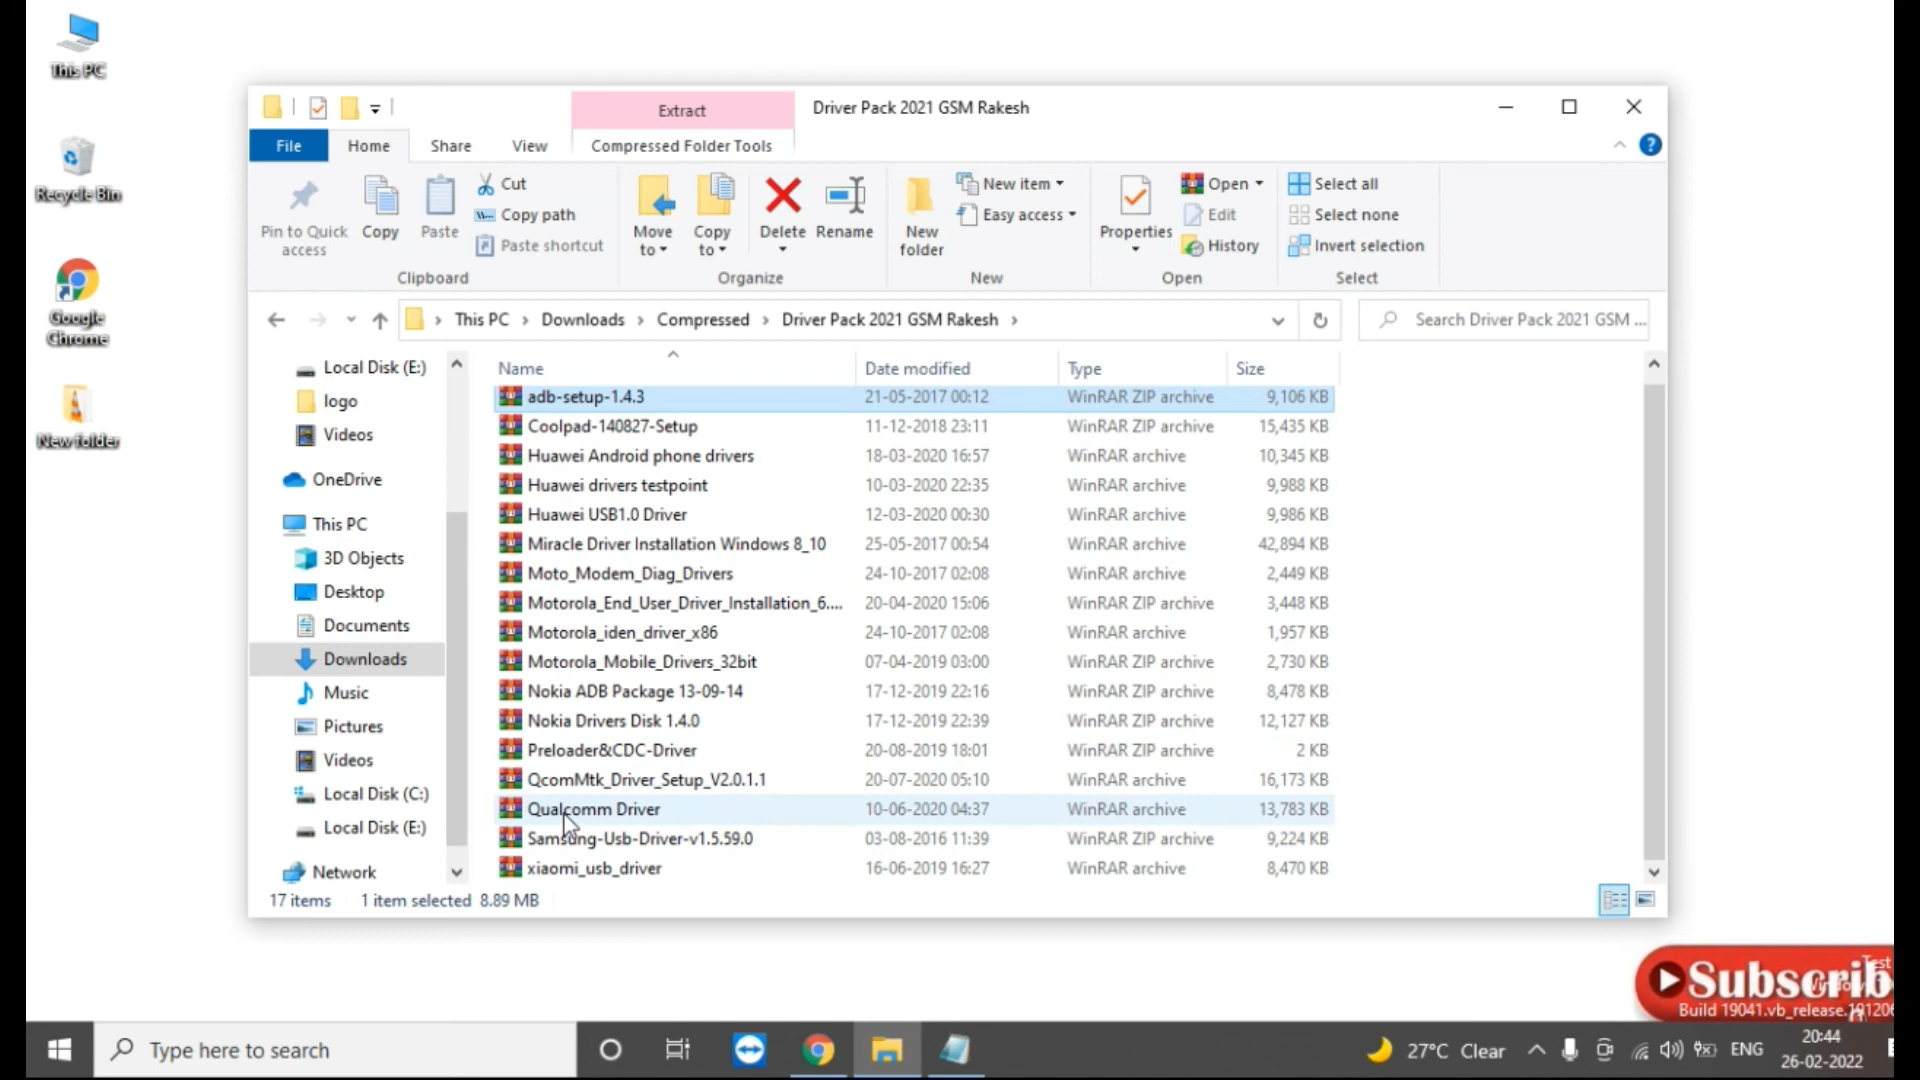 This PC
Recycle Bin
Google
Chrome
New folder
Extract
Driver Pack 2021 GSM Rakesh
File
Home
Share
View
Compressed Folder Tools
Pin to Quick
access
Copy
Paste
Cut
Copy path
Paste shortcut
Clipboard
Move
to
Copy
to
Delete
Rename
Organize
New
folder
New item
Easy access
New
Properties
Open
Edit
History
Open
Select all
Select none
Invert selection
Select
This PC > Downloads > Compressed > Driver Pack 2021 GSM Rakesh >
Search Driver Pack 2021 GSM ...
Local Disk (E:)
logo
Videos
OneDrive
This PC
3D Objects
Desktop
Documents
Downloads
Music
Pictures
Videos
Local Disk (C:)
Local Disk (E:)
Network
Name Date modified Type Size
adb-setup-1.4.3 21-05-2017 00:12 WinRAR ZIP archive 9,106 KB
Coolpad-140827-Setup 11-12-2018 23:11 WinRAR ZIP archive 15,435 KB
Huawei Android phone drivers 18-03-2020 16:57 WinRAR archive 10,345 KB
Huawei drivers testpoint 10-03-2020 22:35 WinRAR archive 9,988 KB
Huawei USB1.0 Driver 12-03-2020 00:30 WinRAR archive 9,986 KB
Miracle Driver Installation Windows 8_10 25-05-2017 00:54 WinRAR ZIP archive 42,894 KB
Moto_Modem_Diag_Drivers 24-10-2017 02:08 WinRAR ZIP archive 2,449 KB
Motorola_End_User_Driver_Installation_6.... 20-04-2020 15:06 WinRAR ZIP archive 3,448 KB
Motorola_iden_driver_x86 24-10-2017 02:08 WinRAR ZIP archive 1,957 KB
Motorola_Mobile_Drivers_32bit 07-04-2019 03:00 WinRAR ZIP archive 2,730 KB
Nokia ADB Package 13-09-14 17-12-2019 22:16 WinRAR ZIP archive 8,478 KB
Nokia Drivers Disk 1.4.0 17-12-2019 22:39 WinRAR ZIP archive 12,127 KB
Preloader&CDC-Driver 20-08-2019 18:01 WinRAR ZIP archive 2 KB
QcomMtk_Driver_Setup_V2.0.1.1 20-07-2020 05:10 WinRAR archive 16,173 KB
Qualcomm Driver 10-06-2020 04:37 WinRAR archive 13,783 KB
Samsung-Usb-Driver-v1.5.59.0 03-08-2016 11:39 WinRAR ZIP archive 9,224 KB
xiaomi_usb_driver 16-06-2019 16:27 WinRAR archive 8,470 KB
17 items 1 item selected 8.89 MB
Test
Subscrib
Build 19041.vb_release.191206
Type here to search
27°C Clear
ENG
20:44
26-02-2022